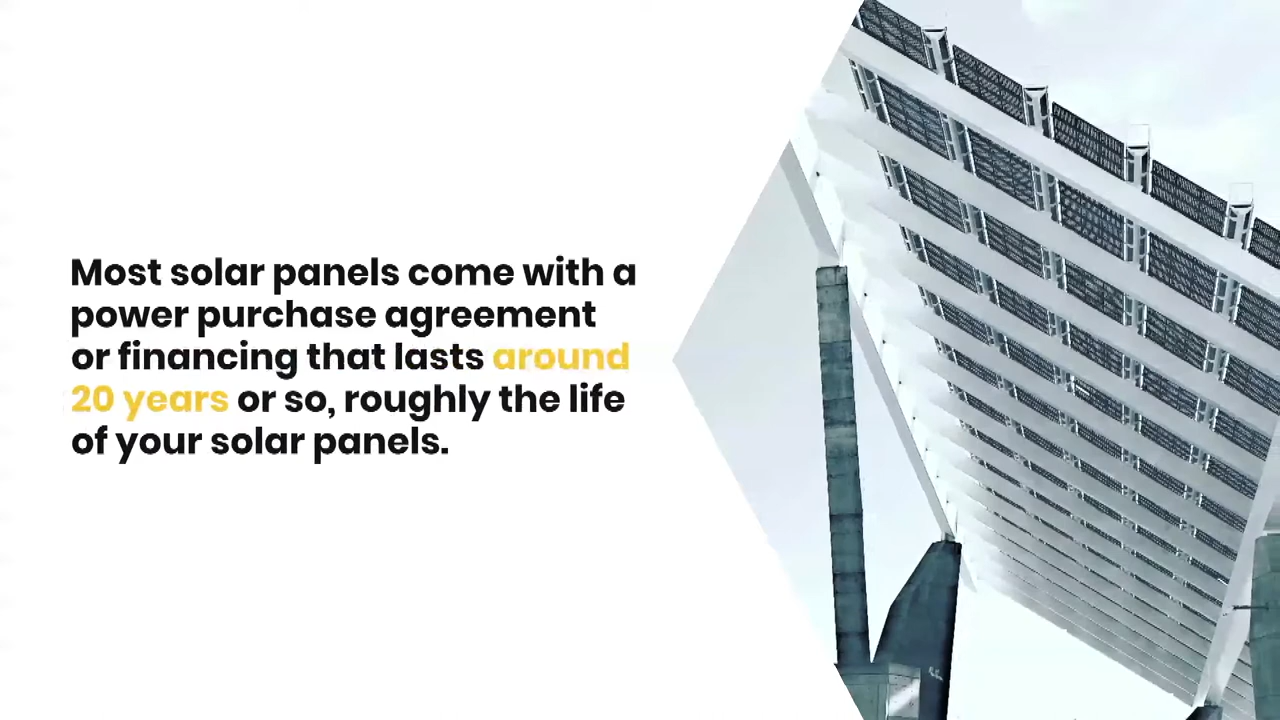 Most solar panels come with a
power purchase agreement
or financing that lasts around
20 years or so, roughly the life
of your solar panels.